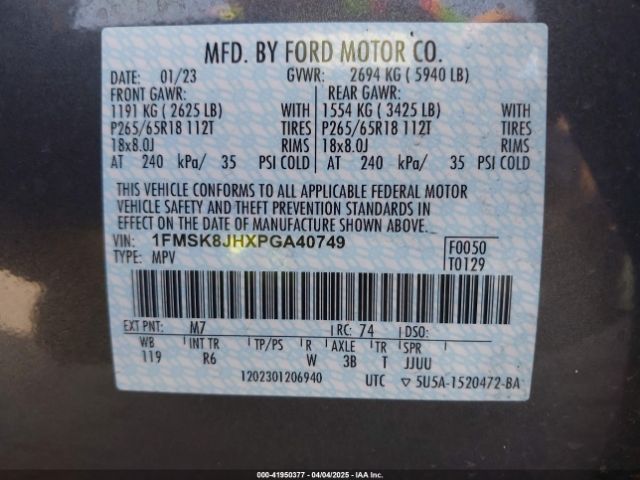 MFD. BY FORD MOTOR CO.
DATE: 01/23 GVWR: 2694 KG (5940 LB)
FRONT GAWR: REAR GAWR:
1191 KG (2625 LB) WITH 1554 KG (3425 LB) WITH
P265/65R18 112T TIRES P265/65R18 112T TIRES
18x8.0J RIMS 18x8.0J RIMS
AT 240 kPa/ 35 PSI COLD AT 240 kPa/ 35 PSI COLD
THIS VEHICLE CONFORMS TO ALL APPLICABLE FEDERAL MOTOR
VEHICLE SAFETY AND THEFT PREVENTION STANDARDS IN
EFFECT ON THE DATE OF MANUFACTURE SHOWN ABOVE.
VIN: 1FMSK8JHXPGA40749 F0050
TYPE: MPV T0129
EXT PNT: M7 RC: 74 DSO:
WB INT TR TP/PS R AXLE TR SPR
119 R6 W 3B T JJUU
1202301206940 UTC 5U5A-1520472-BA
000-41950377 - 04/04/2025 - IAAI.COM